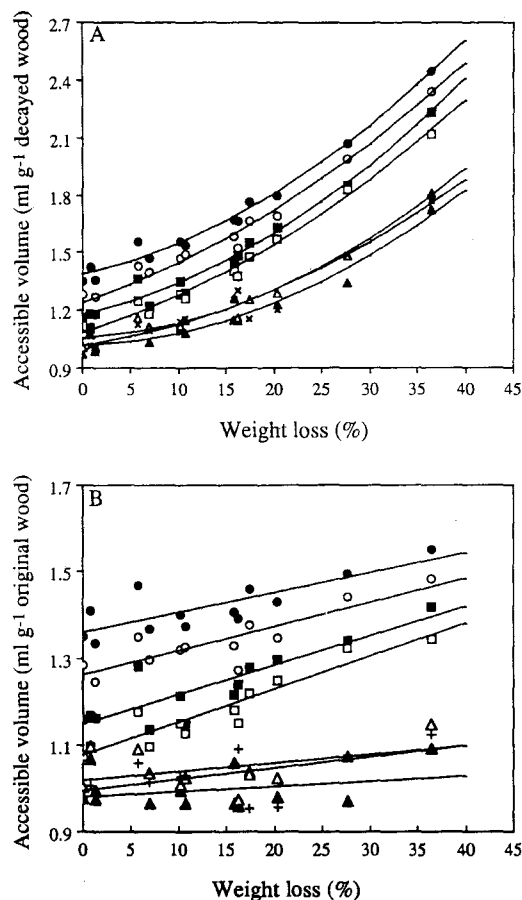 A
Accessible volume (ml g-1 decayed wood)
2.7
2.4
2.1
1.8
1.5
1.2
0.9
0 5 10 15 20 25 30 35 40 45
Weight loss (%)
B
Accessible volume (ml g-1 original wood)
1.7
1.5
1.3
1.1
0.9
0 5 10 15 20 25 30 35 40 45
Weight loss (%)